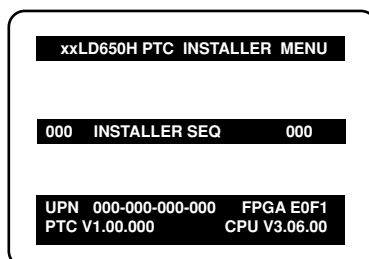 xxLD650H PTC INSTALLER MENU
000 INSTALLER SEQ 000
UPN 000-000-000-000 FPGA E0F1
PTC V1.00.000 CPU V3.06.00